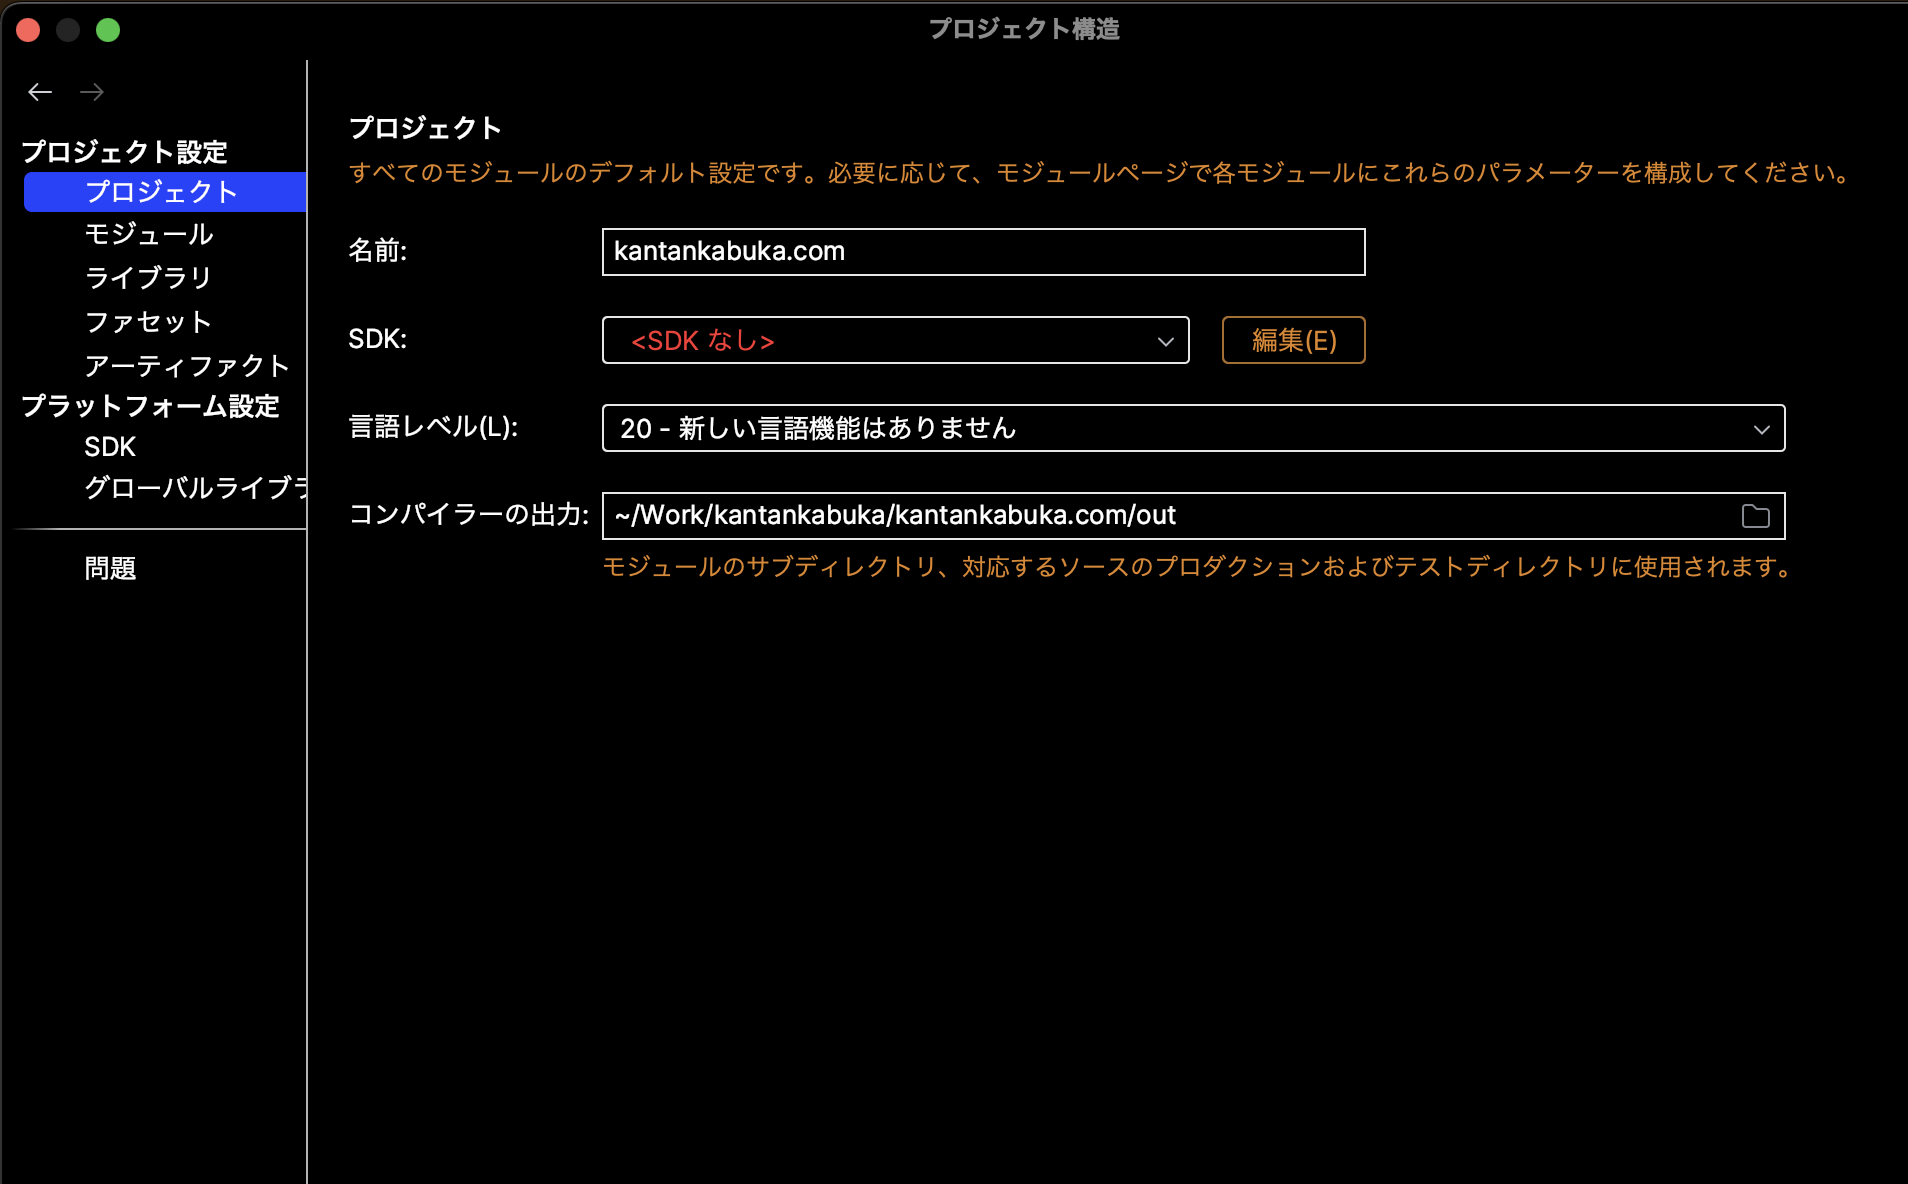 プロジェクト構造
プロジェクト設定
プロジェクト
モジュール
ライブラリ
ファセット
アーティファクト
プラットフォーム設定
SDK
グローバルライブラ
問題
プロジェクト
すべてのモジュールのデフォルト設定です。必要に応じて、モジュールページで各モジュールにこれらのパラメーターを構成してください。
名前: kantankabuka.com
SDK: <SDK なし> 編集(E)
言語レベル(L): 20 - 新しい言語機能はありません
コンパイラーの出力: ~/Work/kantankabuka/kantankabuka.com/out
モジュールのサブディレクトリ、対応するソースのプロダクションおよびテストディレクトリに使用されます。